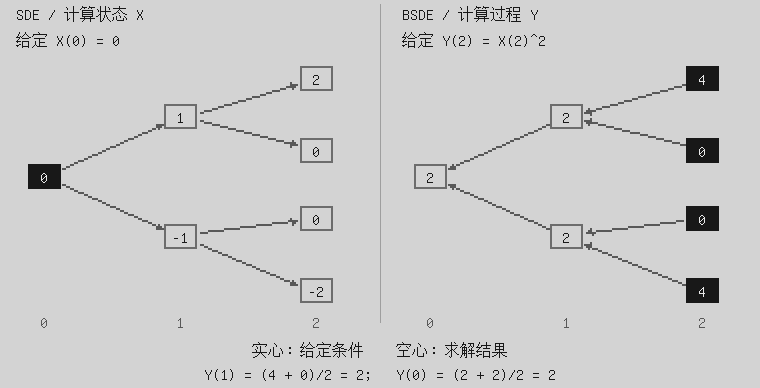 SDE / 计算状态 X
给定 X(0) = 0
2
1
0
0
0
-1
-2
0 1 2
BSDE / 计算过程 Y
给定 Y(2) = X(2)^2
4
2
0
2
0
2
4
0 1 2
实心: 给定条件 空心: 求解结果
Y(1) = (4 + 0)/2 = 2; Y(0) = (2 + 2)/2 = 2